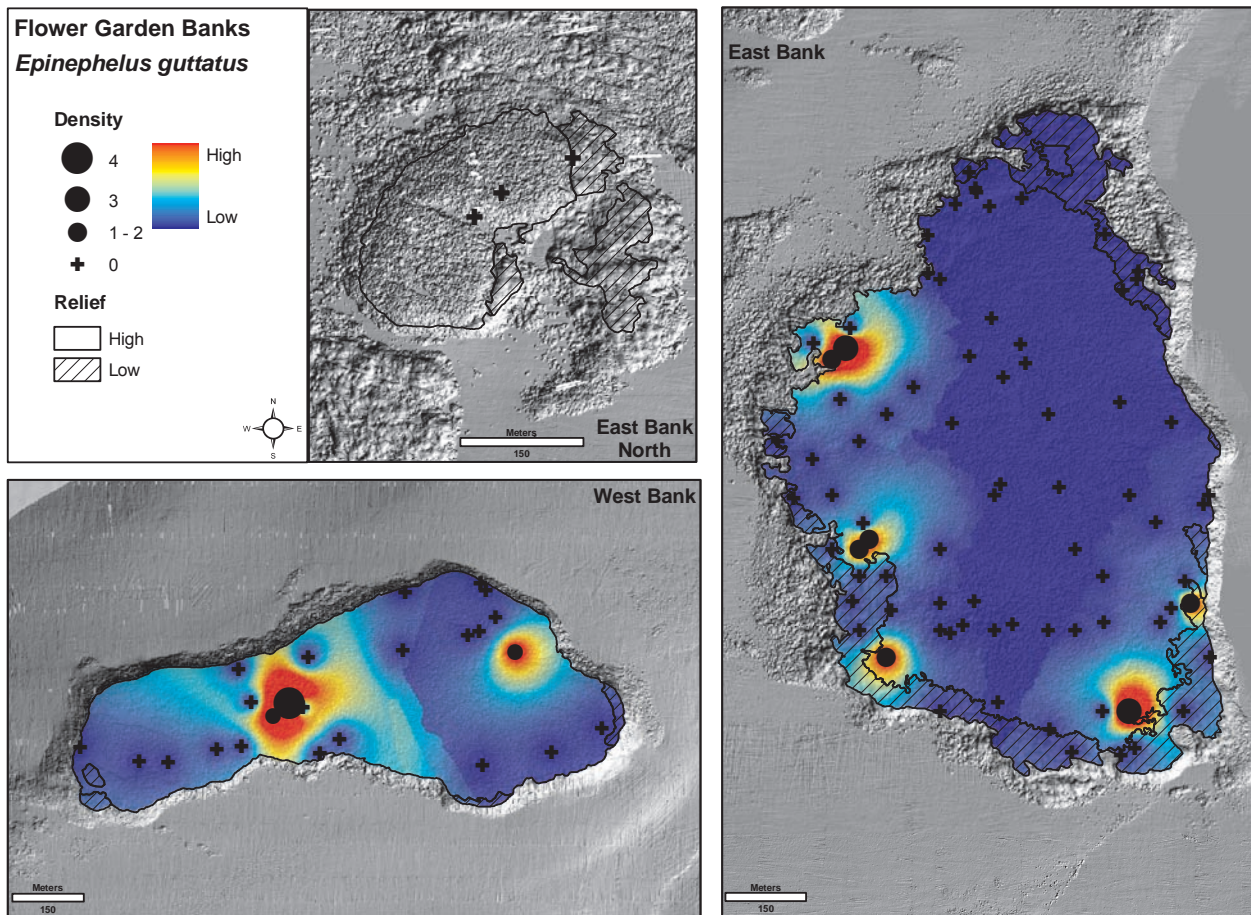 Flower Garden Banks
Epinephelus guttatus
Density
4
3
1 - 2
0
High
Low
Relief
High
Low
N
W E
S
Meters
150
East Bank
North
West Bank
Meters
150
East Bank
Meters
150